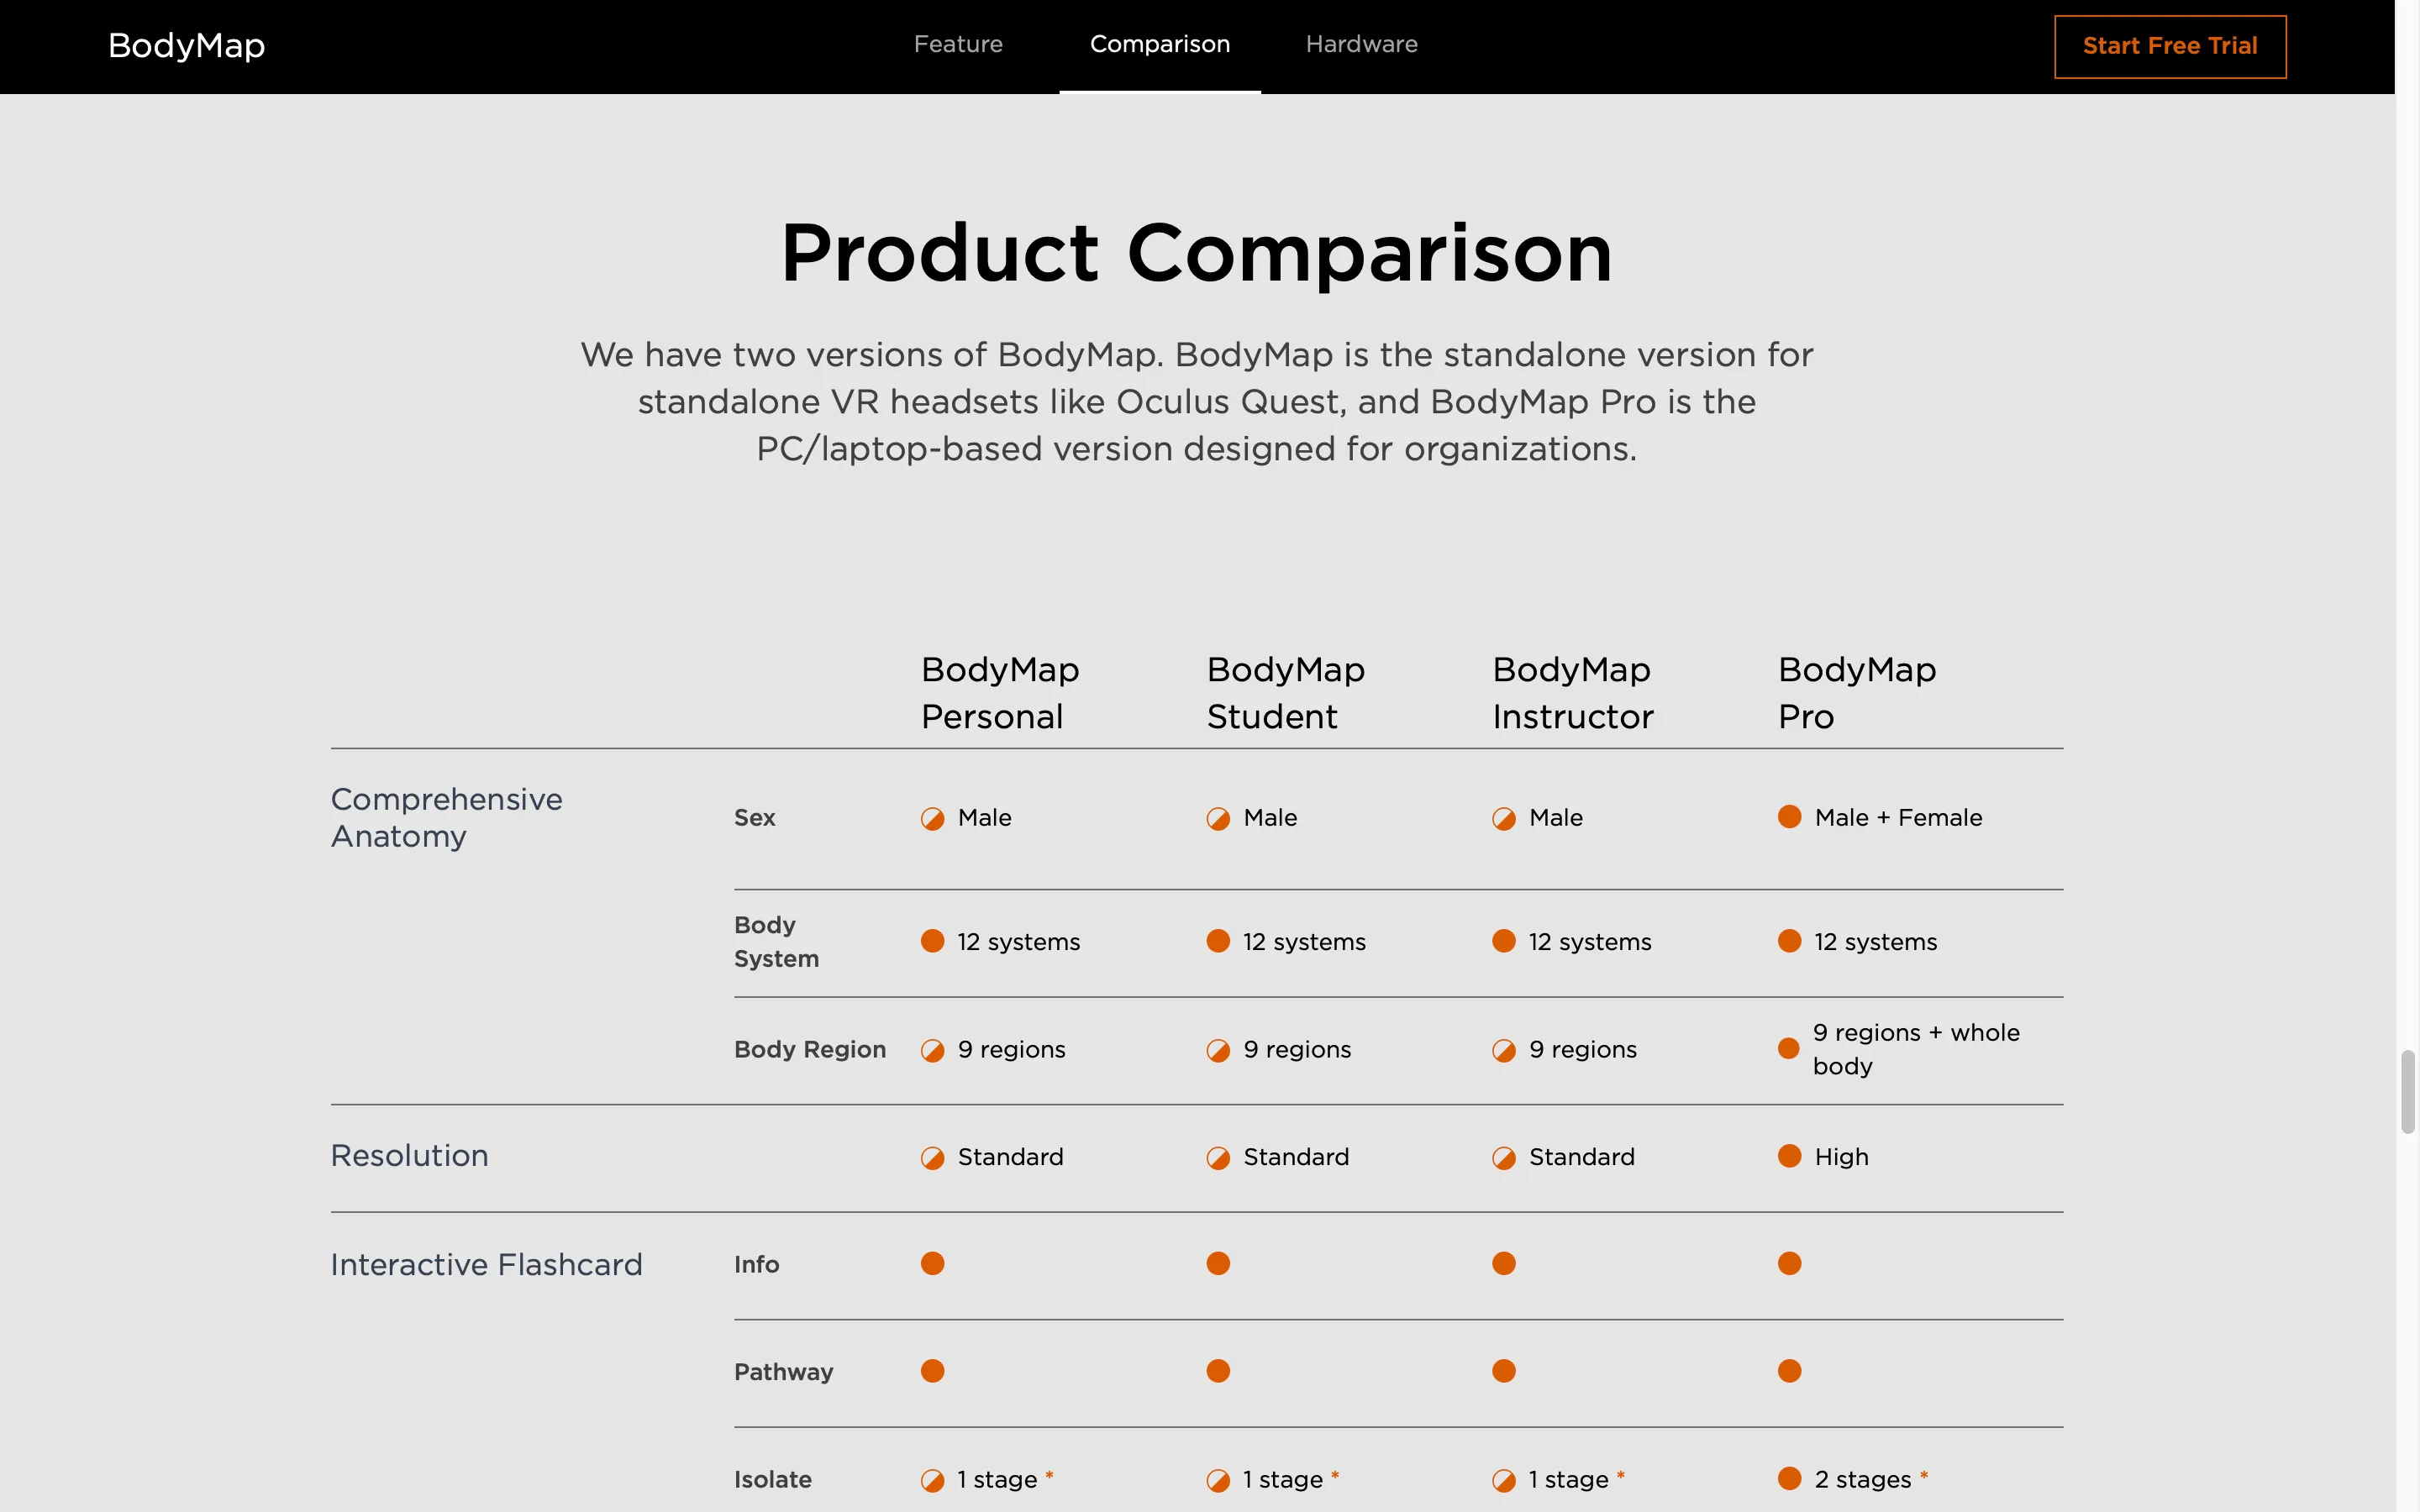 BodyMap
Feature
Comparison
Hardware
Start Free Trial
Product Comparison
We have two versions of BodyMap. BodyMap is the standalone version for
standalone VR headsets like Oculus Quest, and BodyMap Pro is the
PC/laptop-based version designed for organizations.
BodyMap
Personal
BodyMap
Student
BodyMap
Instructor
BodyMap
Pro
Comprehensive
Anatomy
Sex
Male
Male
Male
Male + Female
Body
System
12 systems
12 systems
12 systems
12 systems
Body Region
9 regions
9 regions
9 regions
9 regions + whole
body
Resolution
Standard
Standard
Standard
High
Interactive Flashcard
Info
Pathway
Isolate
1 stage *
1 stage *
1 stage *
2 stages *